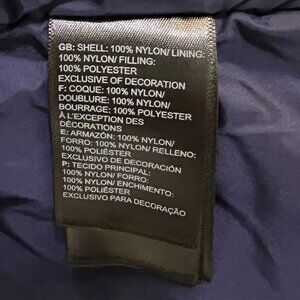 GB: SHELL: 100% NYLON/ LINING:
100% NYLON/ FILLING:
100% POLYESTER
EXCLUSIVE OF DECORATION
F: COQUE: 100% NYLON/
DOUBLURE: 100% NYLON/
BOURRAGE: 100% POLYESTER
À L'EXCEPTION DES
DÉCORATIONS
E: ARMAZÓN: 100% NYLON/
FORRO: 100% NYLON/ RELLENO:
100% POLIÉSTER
EXCLUSIVO DE DECORACIÓN
P: TECIDO PRINCIPAL:
100% NYLON/ FORRO:
100% NYLON/ ENCHIMENTO:
100% POLIÉSTER
EXCLUSIVO PARA DECORAÇÃO